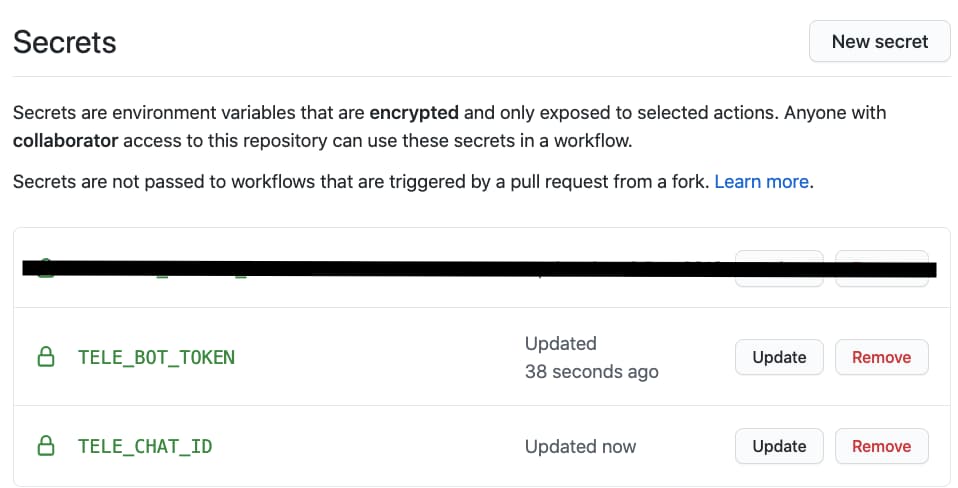 Secrets
New secret
Secrets are environment variables that are encrypted and only exposed to selected actions. Anyone with
collaborator access to this repository can use these secrets in a workflow.
Secrets are not passed to workflows that are triggered by a pull request from a fork. Learn more.
TELE_BOT_TOKEN
Updated
38 seconds ago
Update
Remove
TELE_CHAT_ID
Updated now
Update
Remove